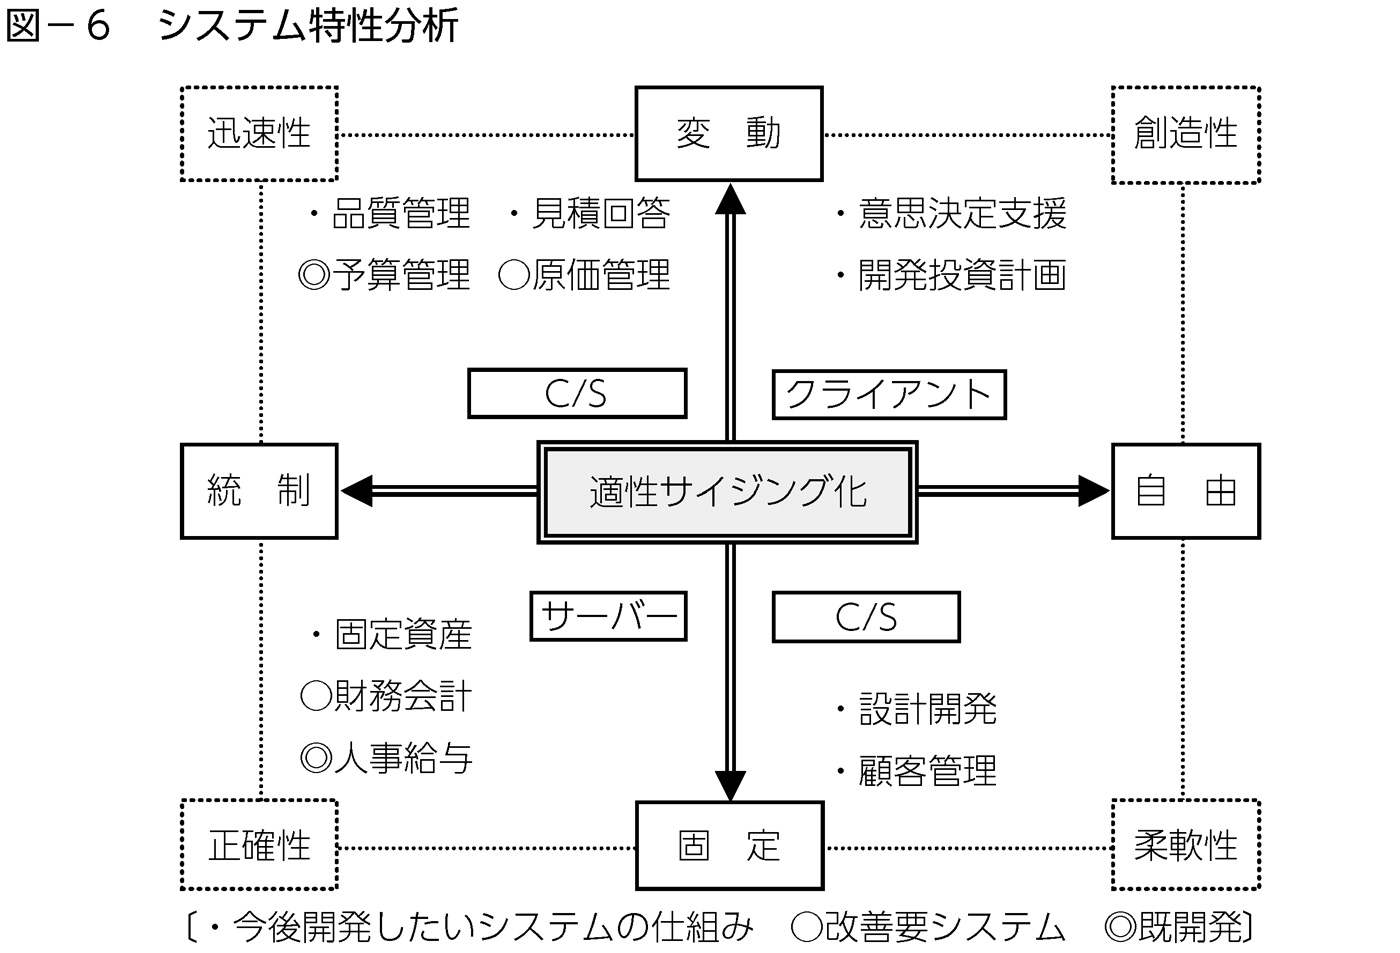 図－６　システム特性分析
迅速性
変　動
創造性
・品質管理　・見積回答
・意思決定支援
◎予算管理　○原価管理
・開発投資計画
C/S
クライアント
統　制
適性サイジング化
自　由
サーバー
C/S
・固定資産
○財務会計
◎人事給与
・設計開発
・顧客管理
正確性
固　定
柔軟性
〔・今後開発したいシステムの仕組み　○改善要システム　◎既開発〕